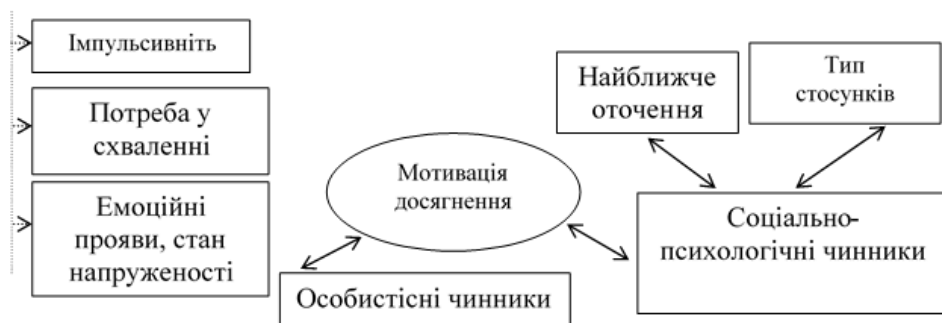 Імпульсивніть
Потреба у
схваленні
Емоційні
прояви, стан
напруженості
Мотивація
досягнення
Особистісні чинники
Найближче
оточення
Тип
стосунків
Соціально-
психологічні чинники